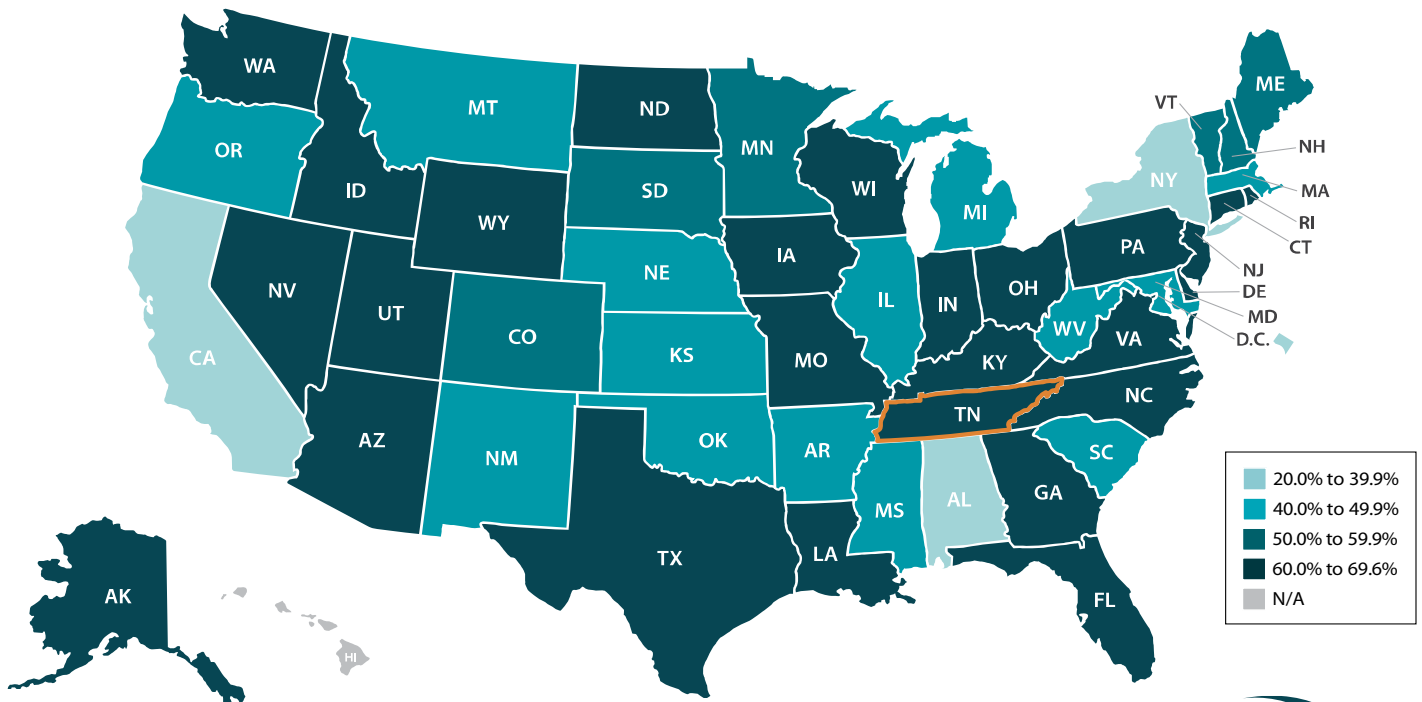 WA
MT
ND
ME
VT
OR
MN
NH
ID
SD
WI
NY
MA
WY
MI
RI
CT
IA
PA
NE
NJ
NV
OH
DE
IL
IN
UT
MD
CO
WV
D.C.
VA
CA
KS
MO
KY
NC
TN
AZ
OK
AR
SC
NM
MS
AL
GA
TX
LA
AK
FL
HI
20.0% to 39.9%
40.0% to 49.9%
50.0% to 59.9%
60.0% to 69.6%
N/A